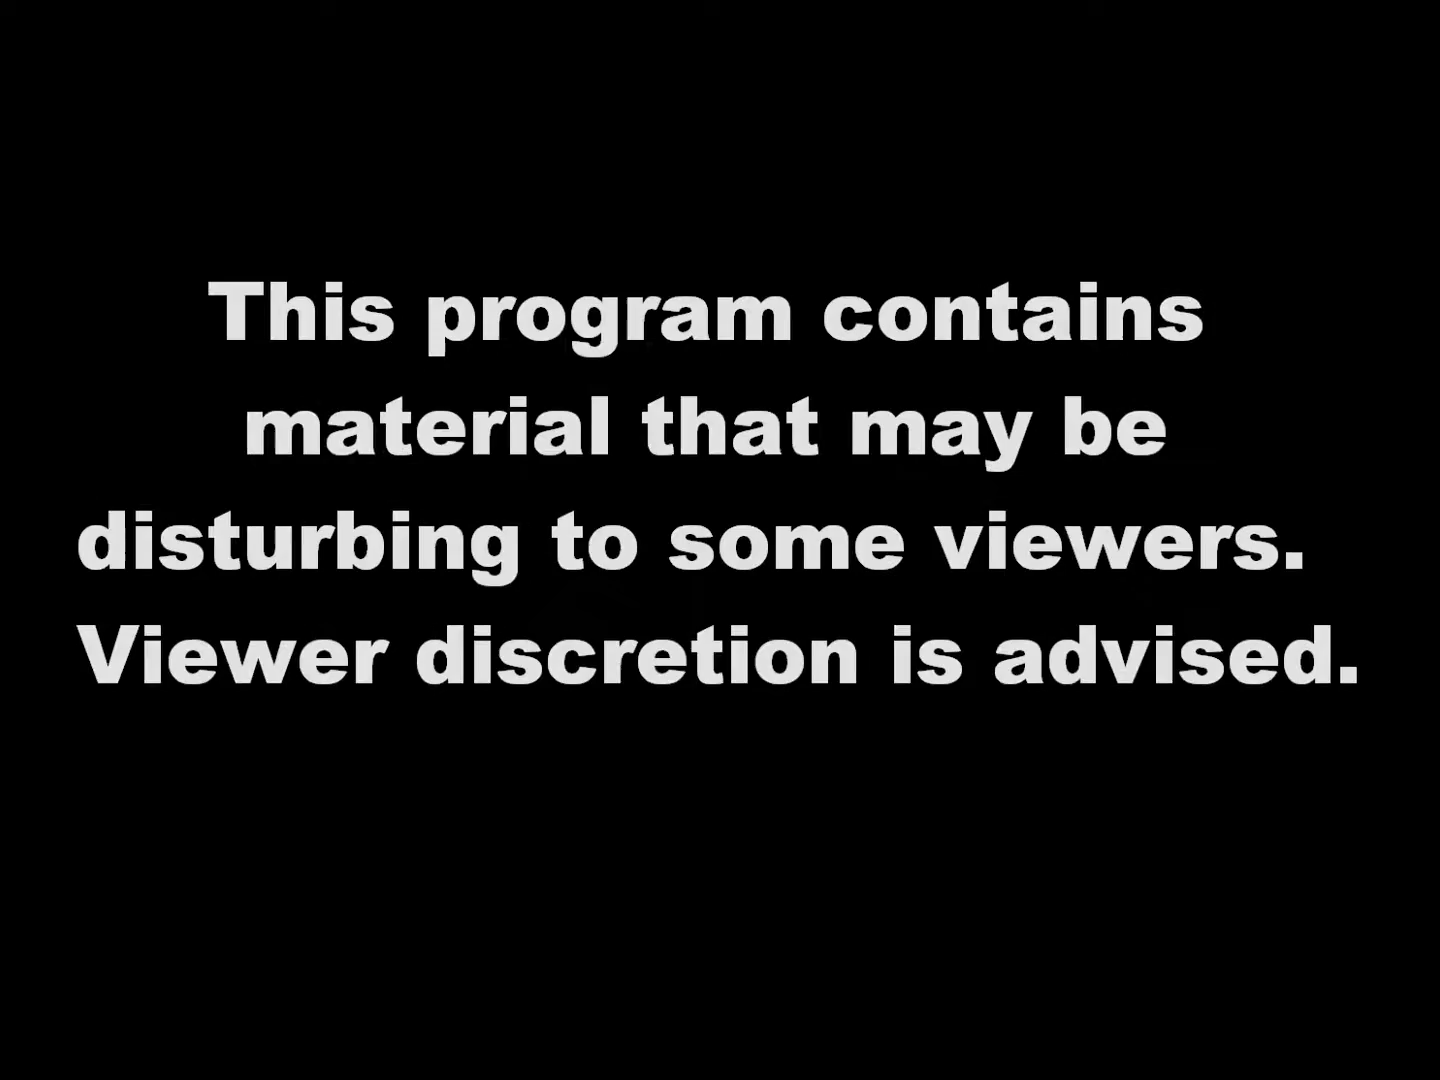 This program contains
material that may be
disturbing to some viewers.
Viewer discretion is advised.